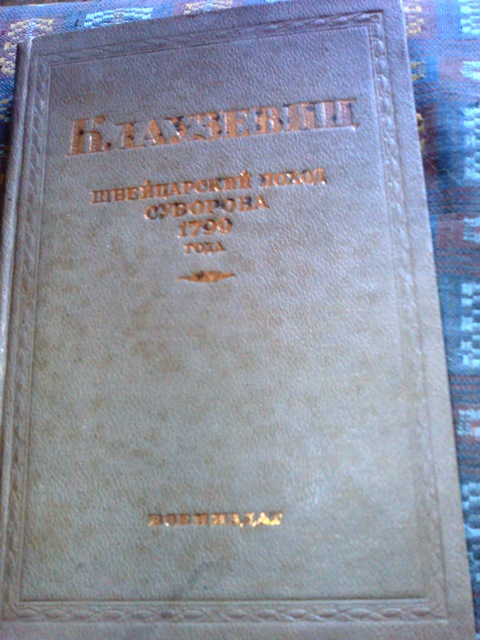 КЛАУЗЕВИЦ
ШВЕЙЦАРСКИЙ ПОХОД
СУВОРОВА
1799
ГОДА
ВОЕНИЗДАТ